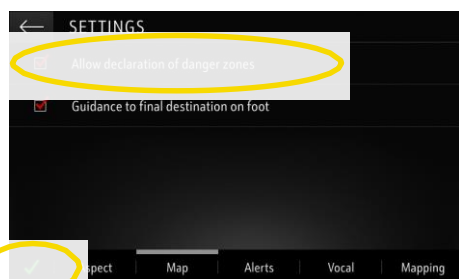 SETTINGS
Allow declaration of danger zones
Guidance to final destination on foot
spect Map Alerts Vocal Mapping